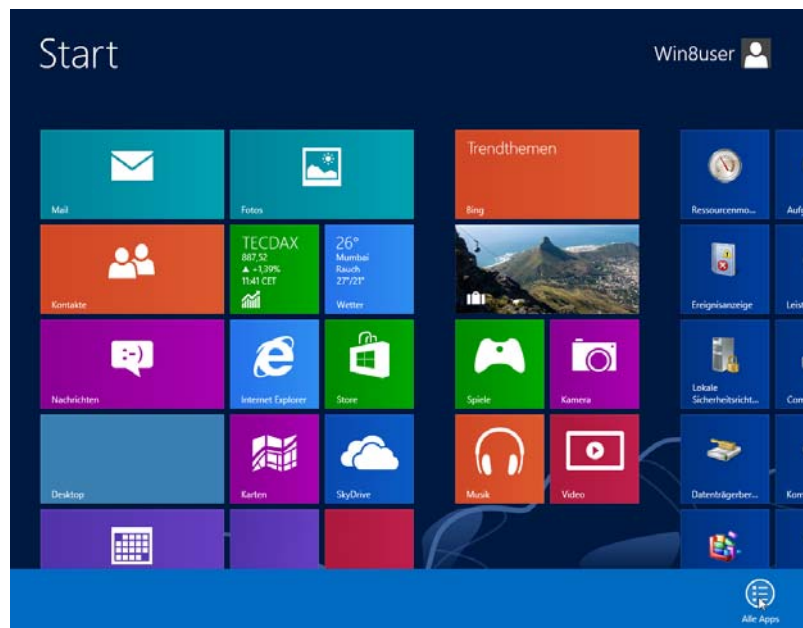 Start
Win8user
Mail
Fotos
Trendthemen
Bing
Ressourcenmo...
Kontakte
TECDAX
887,52
▲ +1,39%
11:41 CET
26°
Mumbai
Rauch
27°/21°
Wetter
Ereignisanzeige
Nachrichten
:-)
Internet Explorer
Store
Spiele
Kamera
Lokale
Sicherheitsricht...
Desktop
Karten
SkyDrive
Musik
Video
Datenträgerber...
Alle Apps